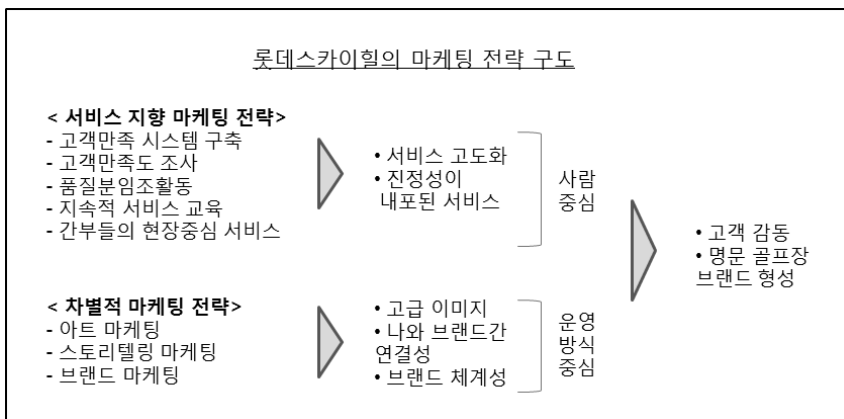 롯데스카이힐의 마케팅 전략 구도
< 서비스 지향 마케팅 전략>
- 고객만족 시스템 구축
- 고객만족도 조사
- 품질분임조활동
- 지속적 서비스 교육
- 간부들의 현장중심 서비스
• 서비스 고도화
• 진정성이
내포된 서비스
사람
중심
< 차별적 마케팅 전략>
- 아트 마케팅
- 스토리텔링 마케팅
- 브랜드 마케팅
• 고급 이미지
• 나와 브랜드간
연결성
• 브랜드 체계성
운영
방식
중심
• 고객 감동
• 명문 골프장
브랜드 형성